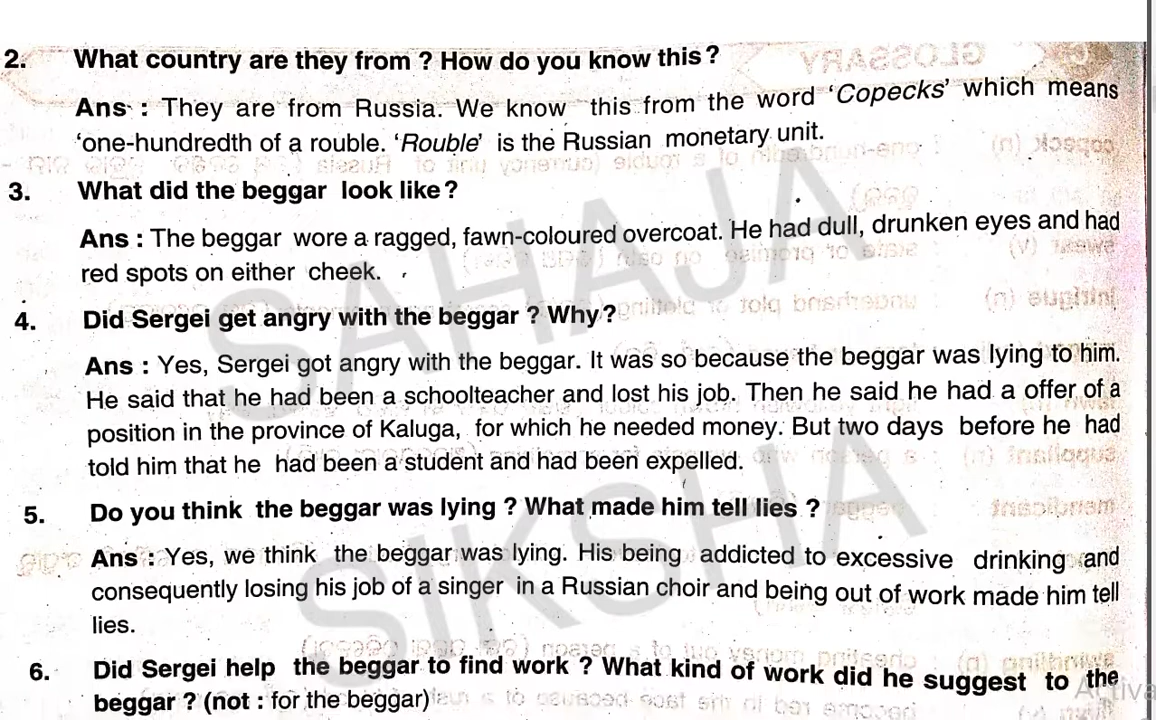 2. What country are they from ? How do you know this ?
Ans : They are from Russia. We know this from the word ‘Copecks’ which means
‘one-hundredth of a rouble. ‘Rouble’ is the Russian monetary unit.
3. What did the beggar look like ?
Ans : The beggar wore a ragged, fawn-coloured overcoat. He had dull, drunken eyes and had
red spots on either cheek.
4. Did Sergei get angry with the beggar ? Why ?
Ans : Yes, Sergei got angry with the beggar. It was so because the beggar was lying to him.
He said that he had been a schoolteacher and lost his job. Then he said he had a offer of a
position in the province of Kaluga, for which he needed money. But two days before he had
told him that he had been a student and had been expelled.
5. Do you think the beggar was lying ? What made him tell lies ?
Ans : Yes, we think the beggar was lying. His being addicted to excessive drinking and
consequently losing his job of a singer in a Russian choir and being out of work made him tell
lies.
6. Did Sergei help the beggar to find work ? What kind of work did he suggest to the
beggar ? (not : for the beggar)
SAHAJA
SIKSHA
Activa